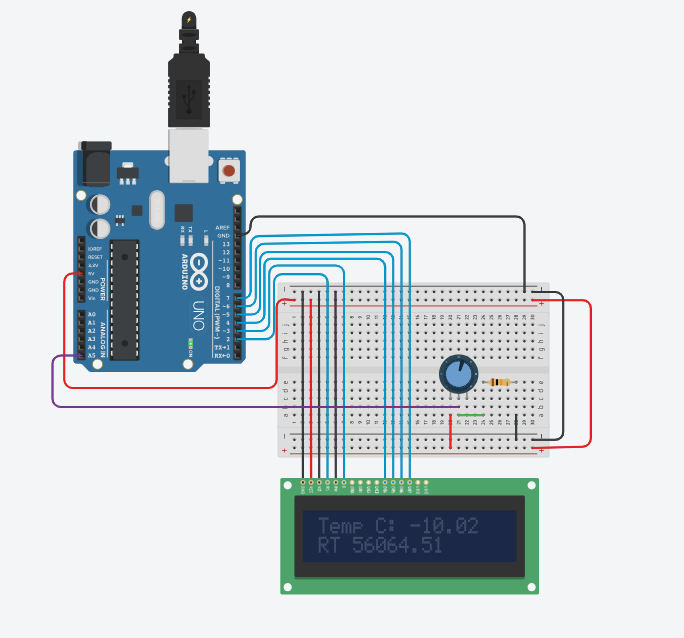 AREF
GND
13
12
~11
~10
~9
8
7
~6
~5
4
~3
2
TX→1
RX←0
DIGITAL (PWM~)
L
TX
RX
ARDUINO
UNO
ON
IOREF
RESET
3.3V
5V
GND
GND
Vin
POWER
A0
A1
A2
A3
A4
A5
ANALOG IN
Temp C: -10.02
RT 56064.51